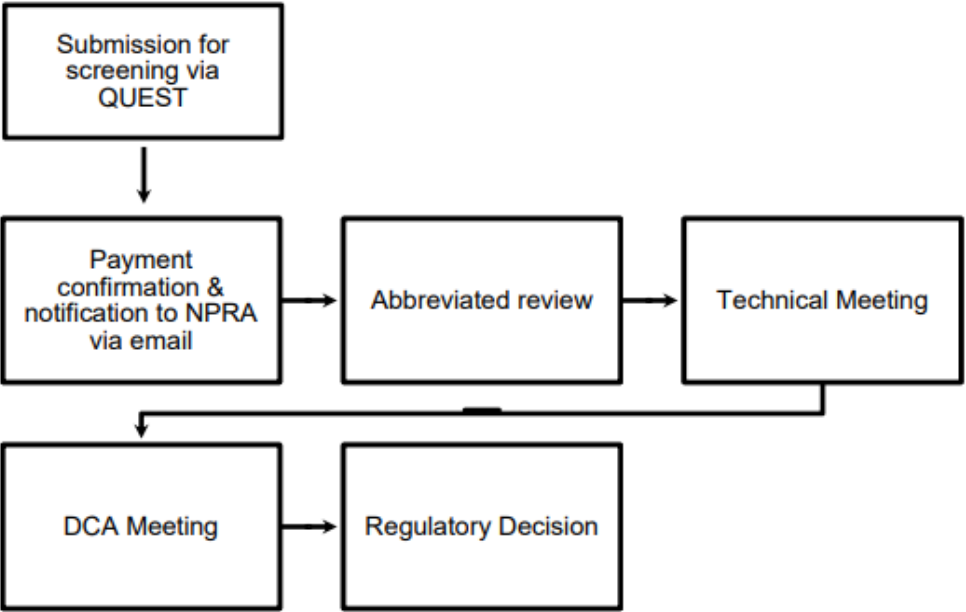 Submission for
screening via
QUEST
Payment
confirmation &
notification to NPRA
via email
Abbreviated review
Technical Meeting
DCA Meeting
Regulatory Decision